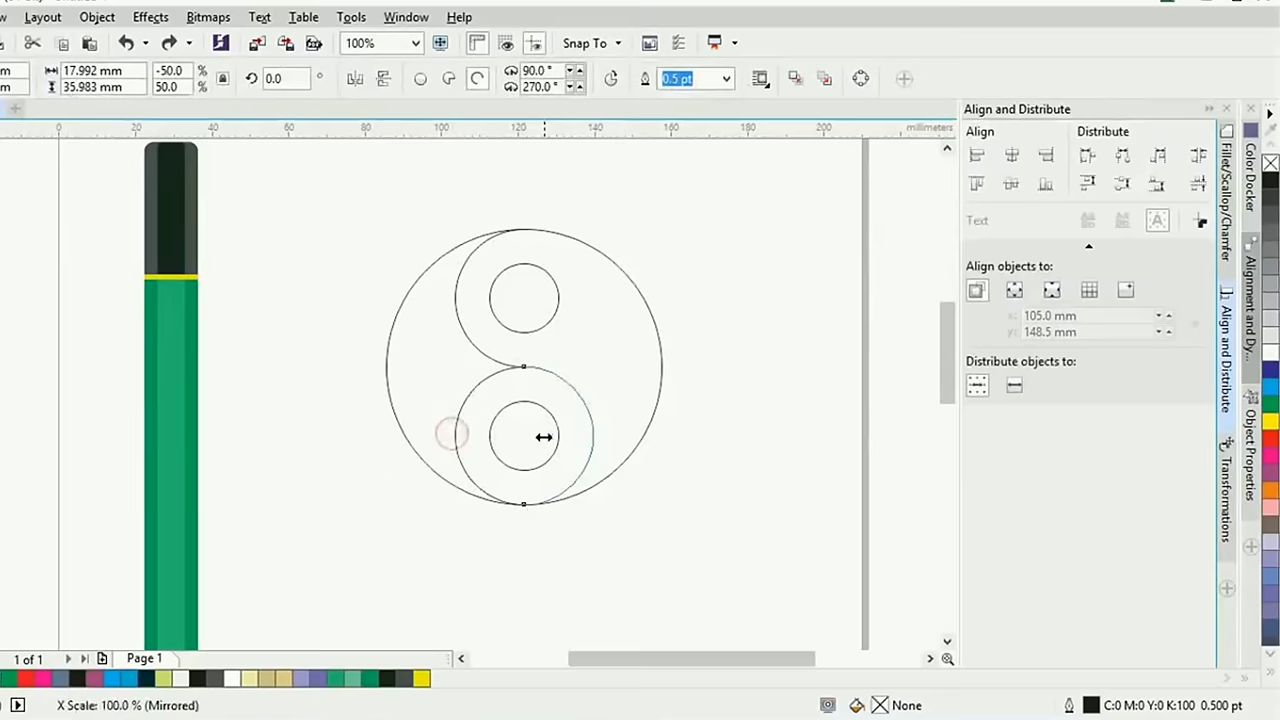 Layout Object Effects Bitmaps Text Table Tools Window Help
100% Snap To
17.992 mm -50.0 % 0.0 ° 90.0 ° 0.5 pt
35.983 mm 50.0 % 270.0 °
Align and Distribute
0 20 40 60 80 100 120 140 160 180 200 millimeters
Align Distribute
Text
Align objects to:
x: 105.0 mm
y: 148.5 mm
Distribute objects to:
Fillet/Scallop/Chamfer
Align and Distribute
Transformations
Color Docker
Alignment and Dy...
Object Properties
1 of 1 Page 1
X Scale: 100.0 % (Mirrored) None C:0 M:0 Y:0 K:100 0.500 pt